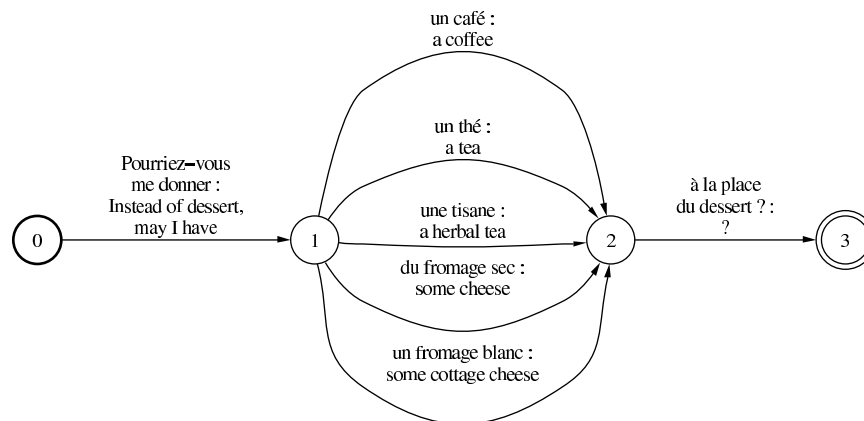 un café :
a coffee
un thé :
a tea
Pourriez−vous
me donner :
Instead of dessert,
may I have
une tisane :
a herbal tea
à la place
du dessert ? :
?
0
1
2
3
du fromage sec :
some cheese
un fromage blanc :
some cottage cheese